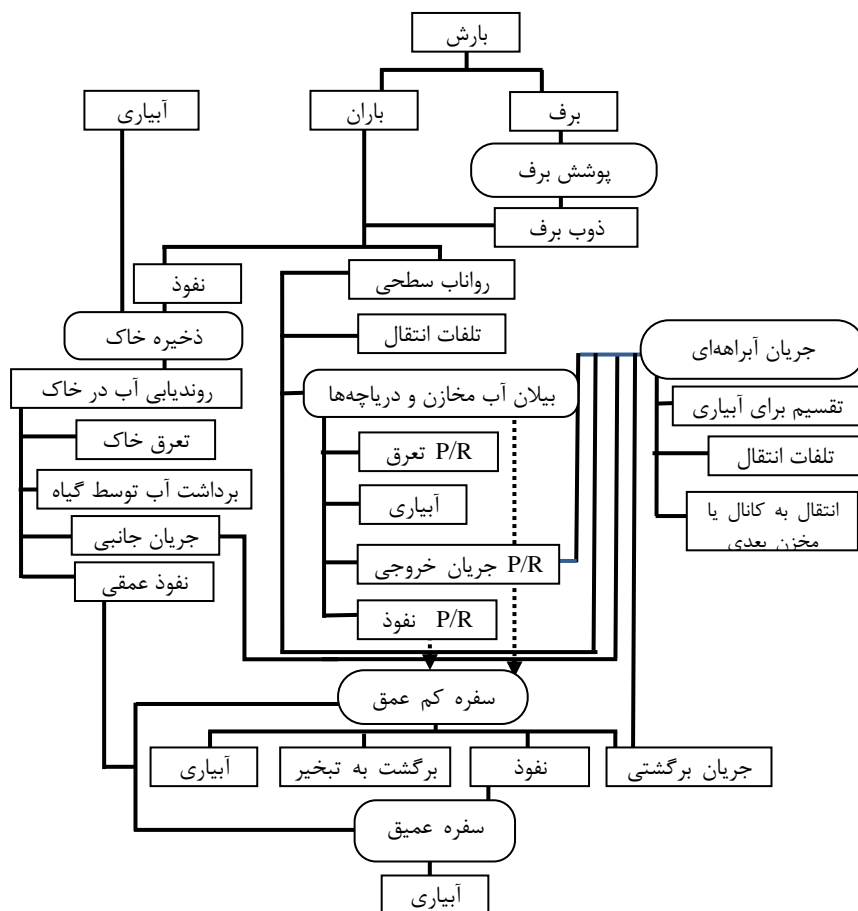 بارش
آبیاری
باران
برف
پوشش برف
ذوب برف
نفوذ
رواناب سطحی
ذخیره خاک
تلفات انتقال
جریان آبراهه‌ای
روندیابی آب در خاک
بیلان آب مخازن و دریاچه‌ها
تقسیم برای آبیاری
تعرق خاک
P/R تعرق
تلفات انتقال
برداشت آب توسط گیاه
آبیاری
انتقال به کانال یا
مخزن بعدی
جریان جانبی
P/R جریان خروجی
نفوذ عمقی
P/R نفوذ
سفره کم عمق
آبیاری
برگشت به تبخیر
نفوذ
جریان برگشتی
سفره عمیق
آبیاری